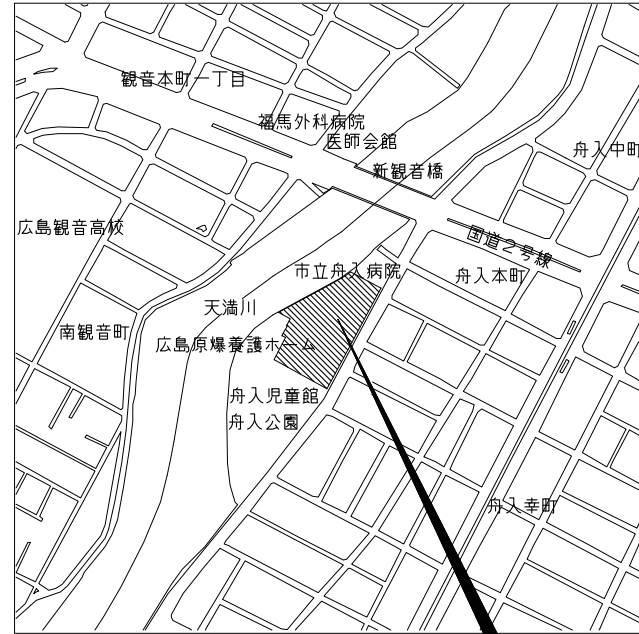 観音本町一丁目
福馬外科病院
医師会館
舟入中町
新観音橋
広島観音高校
国道2号線
市立舟入病院
舟入本町
天満川
南観音町
広島原爆養護ホーム
舟入児童館
舟入公園
舟入幸町